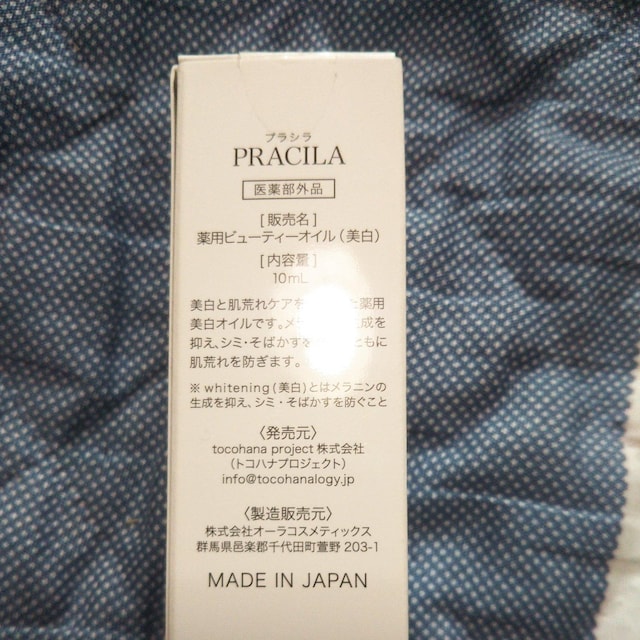 プラシラ
PRACILA
医薬部外品
[販売名]
薬用ビューティーオイル(美白)
[内容量]
10mL
美白と肌荒れケアを た薬用
美白オイルです。メ 成を
抑え、シミ・そばかすを ともに
肌荒れを防ぎます。
※ whitening(美白)とはメラニンの
生成を抑え、シミ・そばかすを防ぐこと
〈発売元〉
tocohana project 株式会社
(トコハナプロジェクト)
info@tocohanalogy.jp
〈製造販売元〉
株式会社オーラコスメティックス
群馬県邑楽郡千代田町萱野 203-1
MADE IN JAPAN